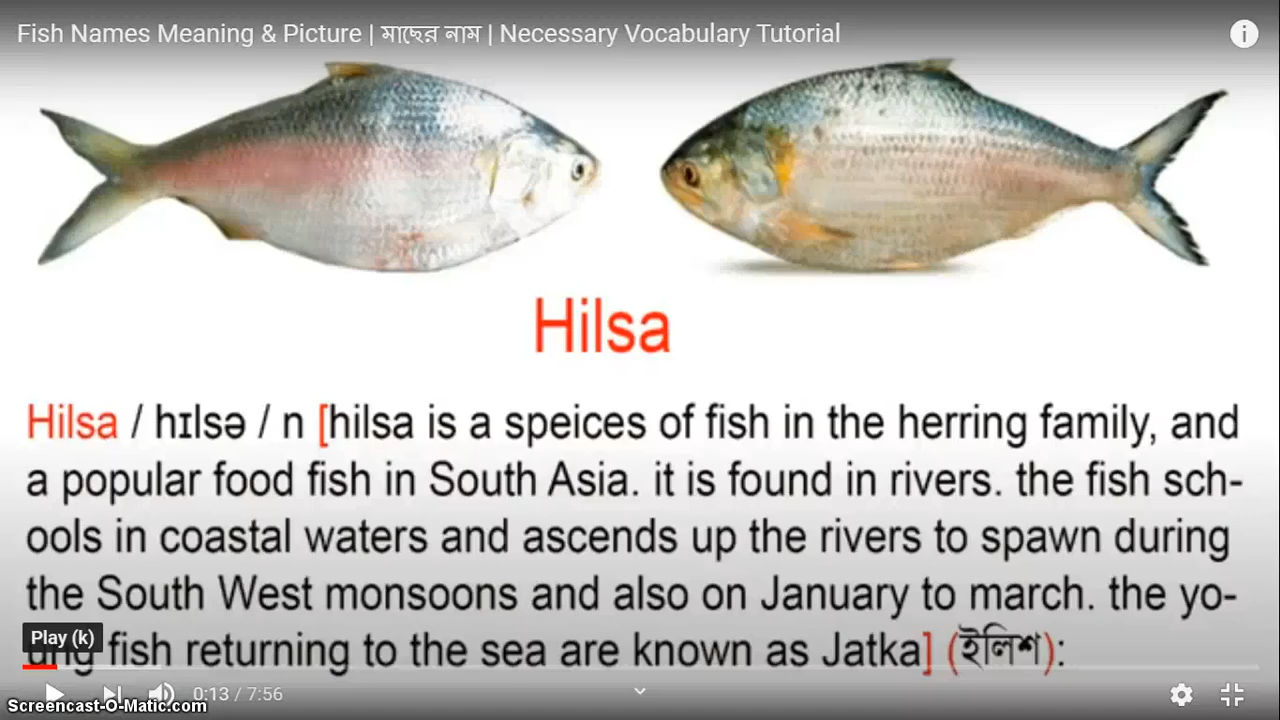 Fish Names Meaning & Picture | মাছের নাম | Necessary Vocabulary Tutorial
Hilsa
Hilsa / hɪlsə / n [hilsa is a speices of fish in the herring family, and
a popular food fish in South Asia. it is found in rivers. the fish sch-
ools in coastal waters and ascends up the rivers to spawn during
the South West monsoons and also on January to march. the yo-
Play (k)
ung fish returning to the sea are known as Jatka] (ইলিশ):
0:13 / 7:56
Screencast-O-Matic.com